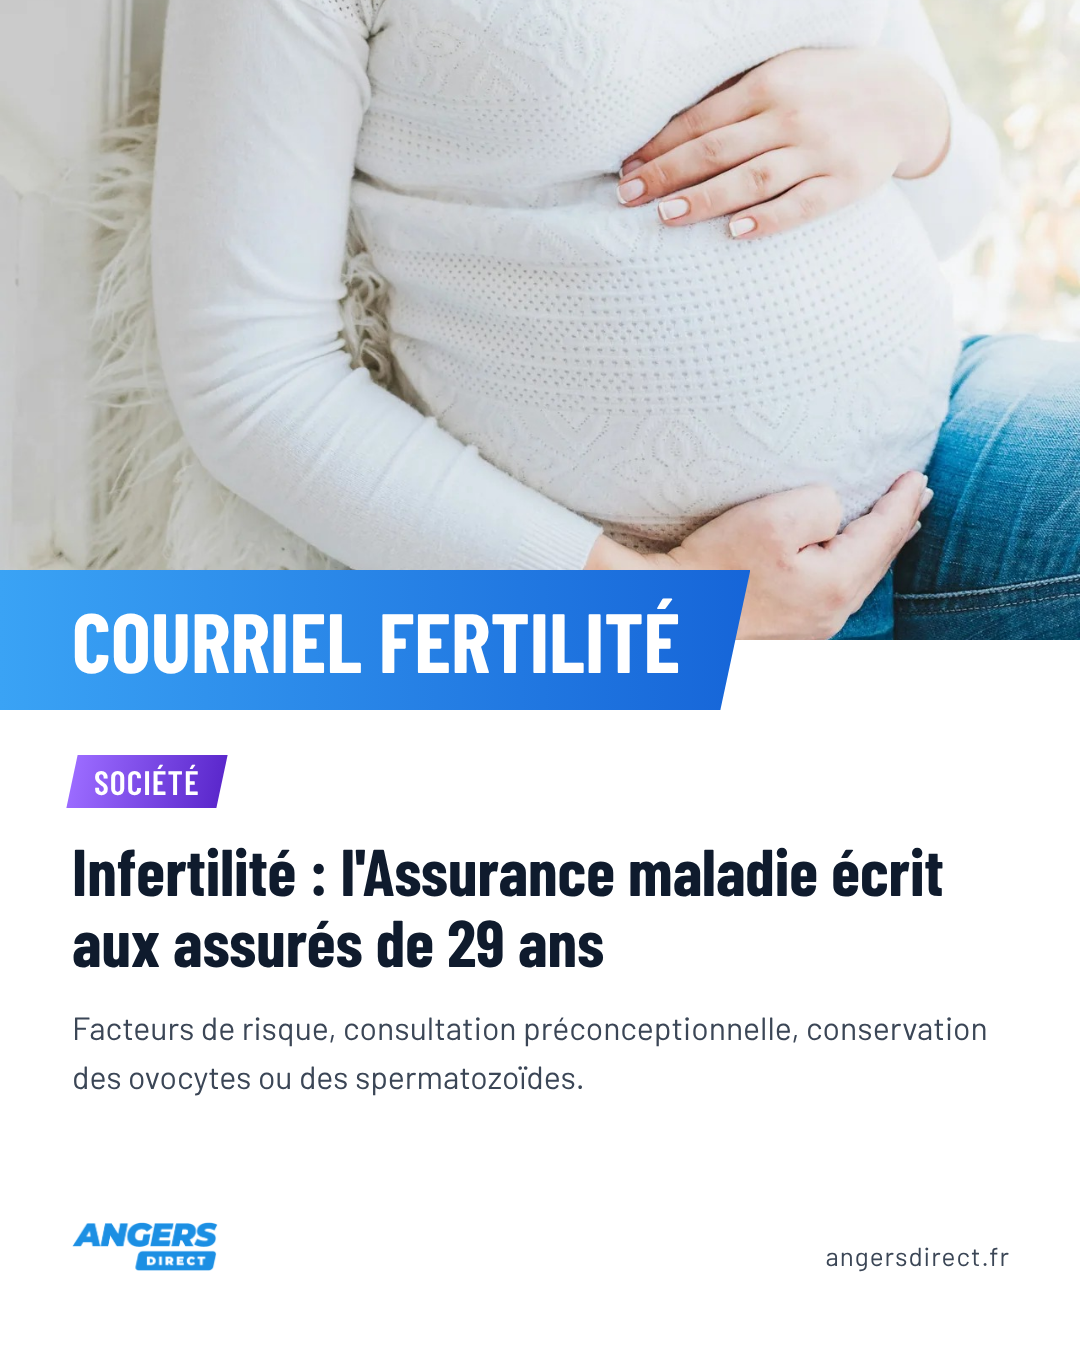 COURRIEL FERTILITÉ
SOCIÉTÉ
Infertilité : l'Assurance maladie écrit
aux assurés de 29 ans
Facteurs de risque, consultation préconceptionnelle, conservation
des ovocytes ou des spermatozoïdes.
ANGERS
DIRECT
angersdirect.fr